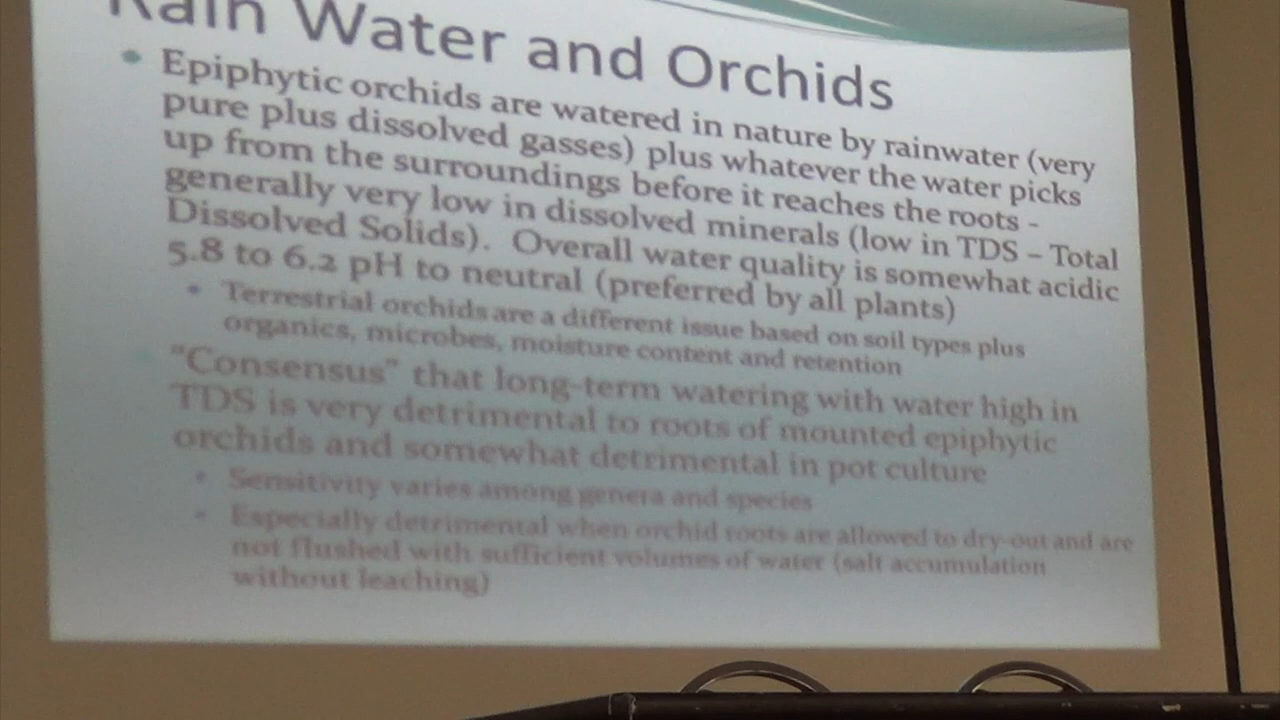 Rain Water and Orchids
Epiphytic orchids are watered in nature by rainwater (very
pure plus dissolved gasses) plus whatever the water picks
up from the surroundings before it reaches the roots -
generally very low in dissolved minerals (low in TDS – Total
Dissolved Solids). Overall water quality is somewhat acidic
5.8 to 6.2 pH to neutral (preferred by all plants)
Terrestrial orchids are a different issue based on soil types plus
organics, microbes, moisture content and retention
"Consensus" that long-term watering with water high in
TDS is very detrimental to roots of mounted epiphytic
orchids and somewhat detrimental in pot culture
Sensitivity varies among genera and species
Especially detrimental when orchid roots are allowed to dry-out and are
not flushed with sufficient volumes of water (salt accumulation
without leaching)